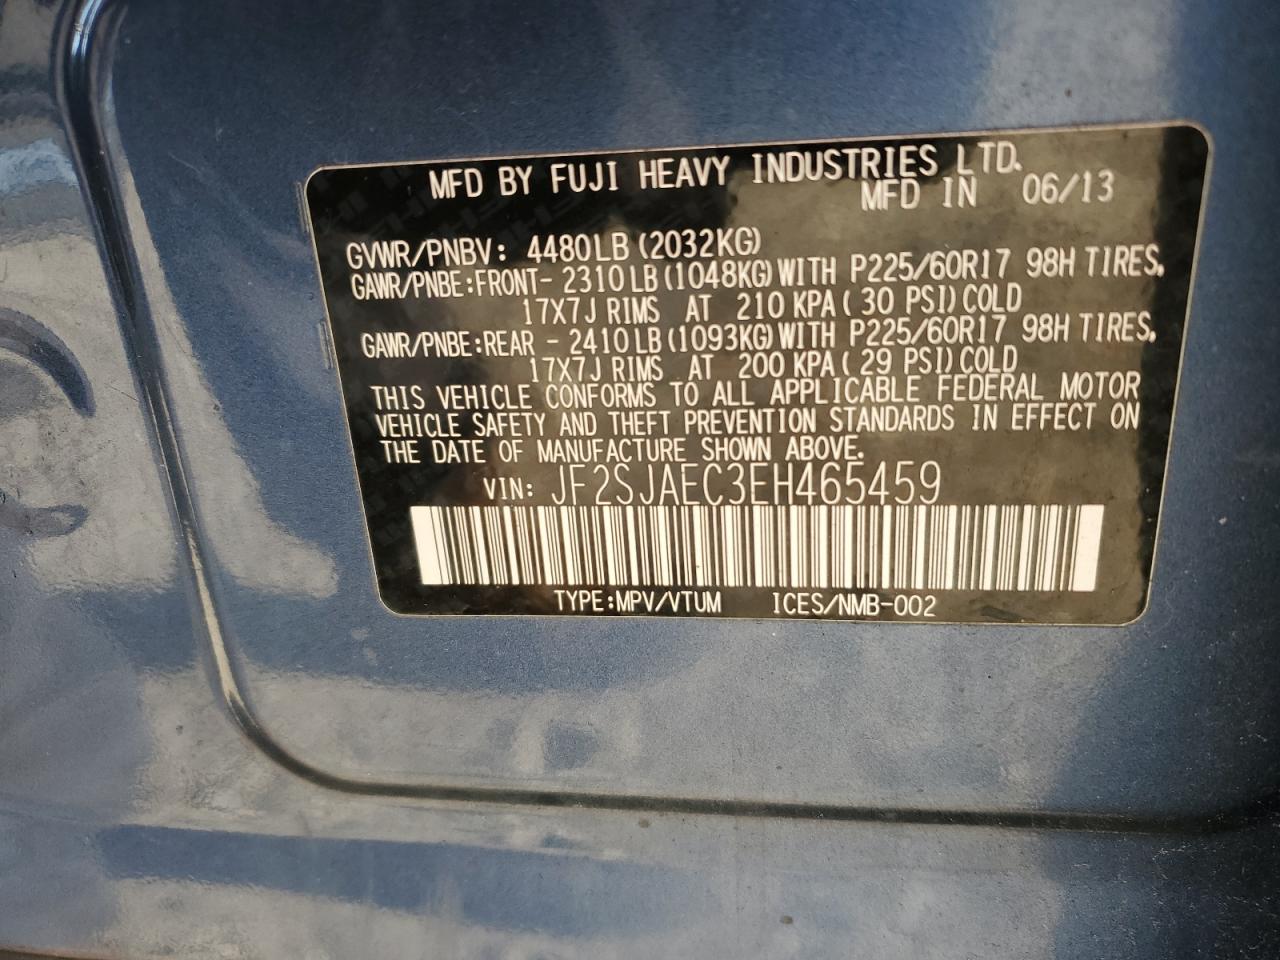 MFD BY FUJI HEAVY INDUSTRIES LTD.
MFD IN 06/13
GVWR/PNBV: 4480LB (2032KG)
GAWR/PNBE:FRONT- 2310LB (1048KG) WITH P225/60R17 98H TIRES,
17X7J RIMS AT 210 KPA ( 30 PSI) COLD
GAWR/PNBE:REAR - 2410LB (1093KG) WITH P225/60R17 98H TIRES,
17X7J RIMS AT 200 KPA ( 29 PSI) COLD
THIS VEHICLE CONFORMS TO ALL APPLICABLE FEDERAL MOTOR
VEHICLE SAFETY AND THEFT PREVENTION STANDARDS IN EFFECT ON
THE DATE OF MANUFACTURE SHOWN ABOVE.
VIN: JF2SJAEC3EH465459
TYPE:MPV/VTUM ICES/NMB-002